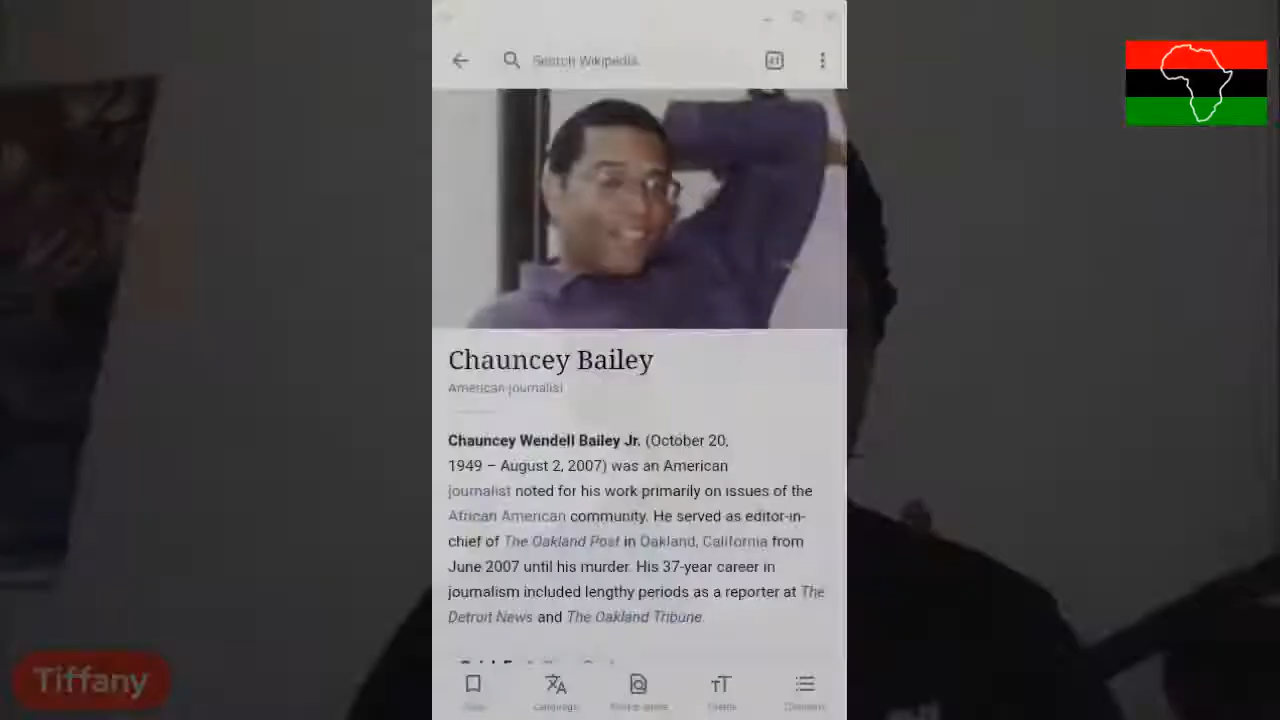 Search Wikipedia
41
Chauncey Bailey
American journalist
Chauncey Wendell Bailey Jr. (October 20,
1949 – August 2, 2007) was an American
journalist noted for his work primarily on issues of the
African American community. He served as editor-in-
chief of The Oakland Post in Oakland, California from
June 2007 until his murder. His 37-year career in
journalism included lengthy periods as a reporter at The
Detroit News and The Oakland Tribune.
Language
Tiffany